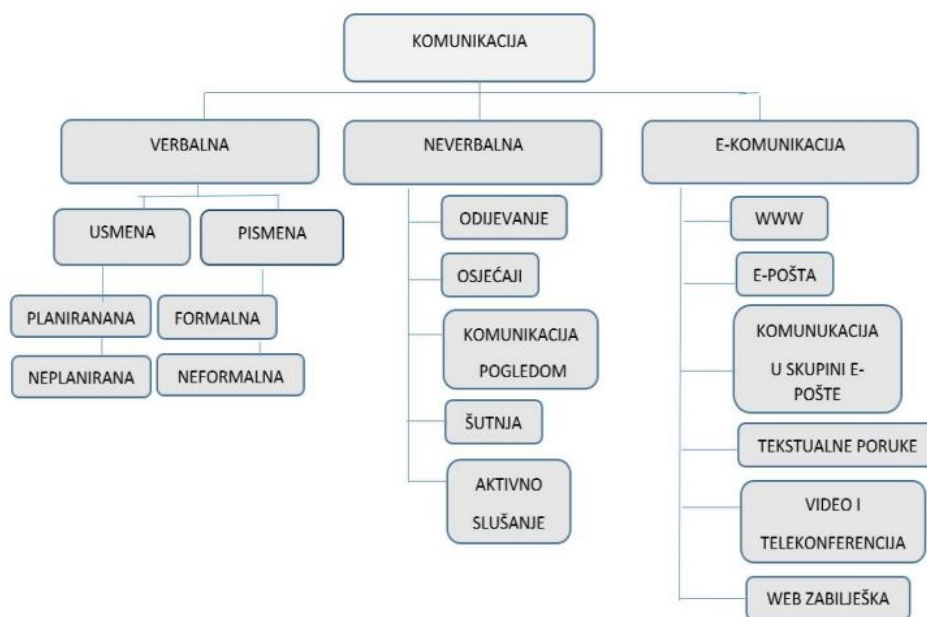 KOMUNIKACIJA
VERBALNA
NEVERBALNA
E-KOMUNIKACIJA
USMENA
PISMENA
PLANIRANANA
FORMALNA
NEPLANIRANA
NEFORMALNA
ODIJEVANJE
OSJEĆAJI
KOMUNIKACIJA
POGLEDOM
ŠUTNJA
AKTIVNO
SLUŠANJE
WWW
E-POŠTA
KOMUNUKACIJA
U SKUPINI E-
POŠTE
TEKSTUALNE PORUKE
VIDEO I
TELEKONFERENCIJA
WEB ZABILJEŠKA